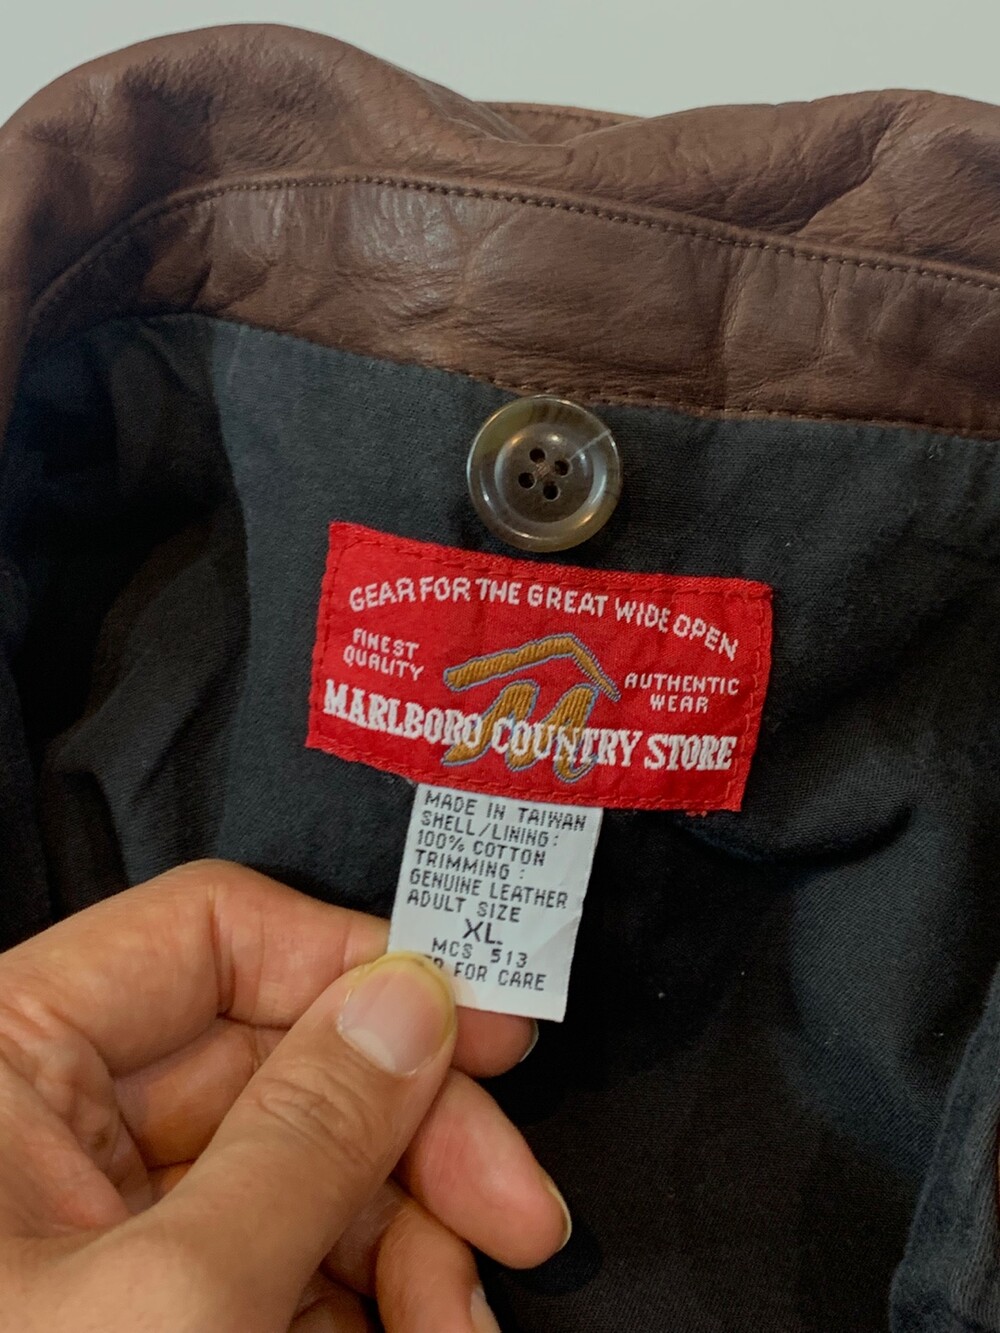 GEAR FOR THE GREAT WIDE OPEN
FINEST
QUALITY
AUTHENTIC
WEAR
MARLBORO COUNTRY STORE
MADE IN TAIWAN
SHELL/LINING:
100% COTTON
TRIMMING:
GENUINE LEATHER
ADULT SIZE
XL
MCS 513
FOR CARE